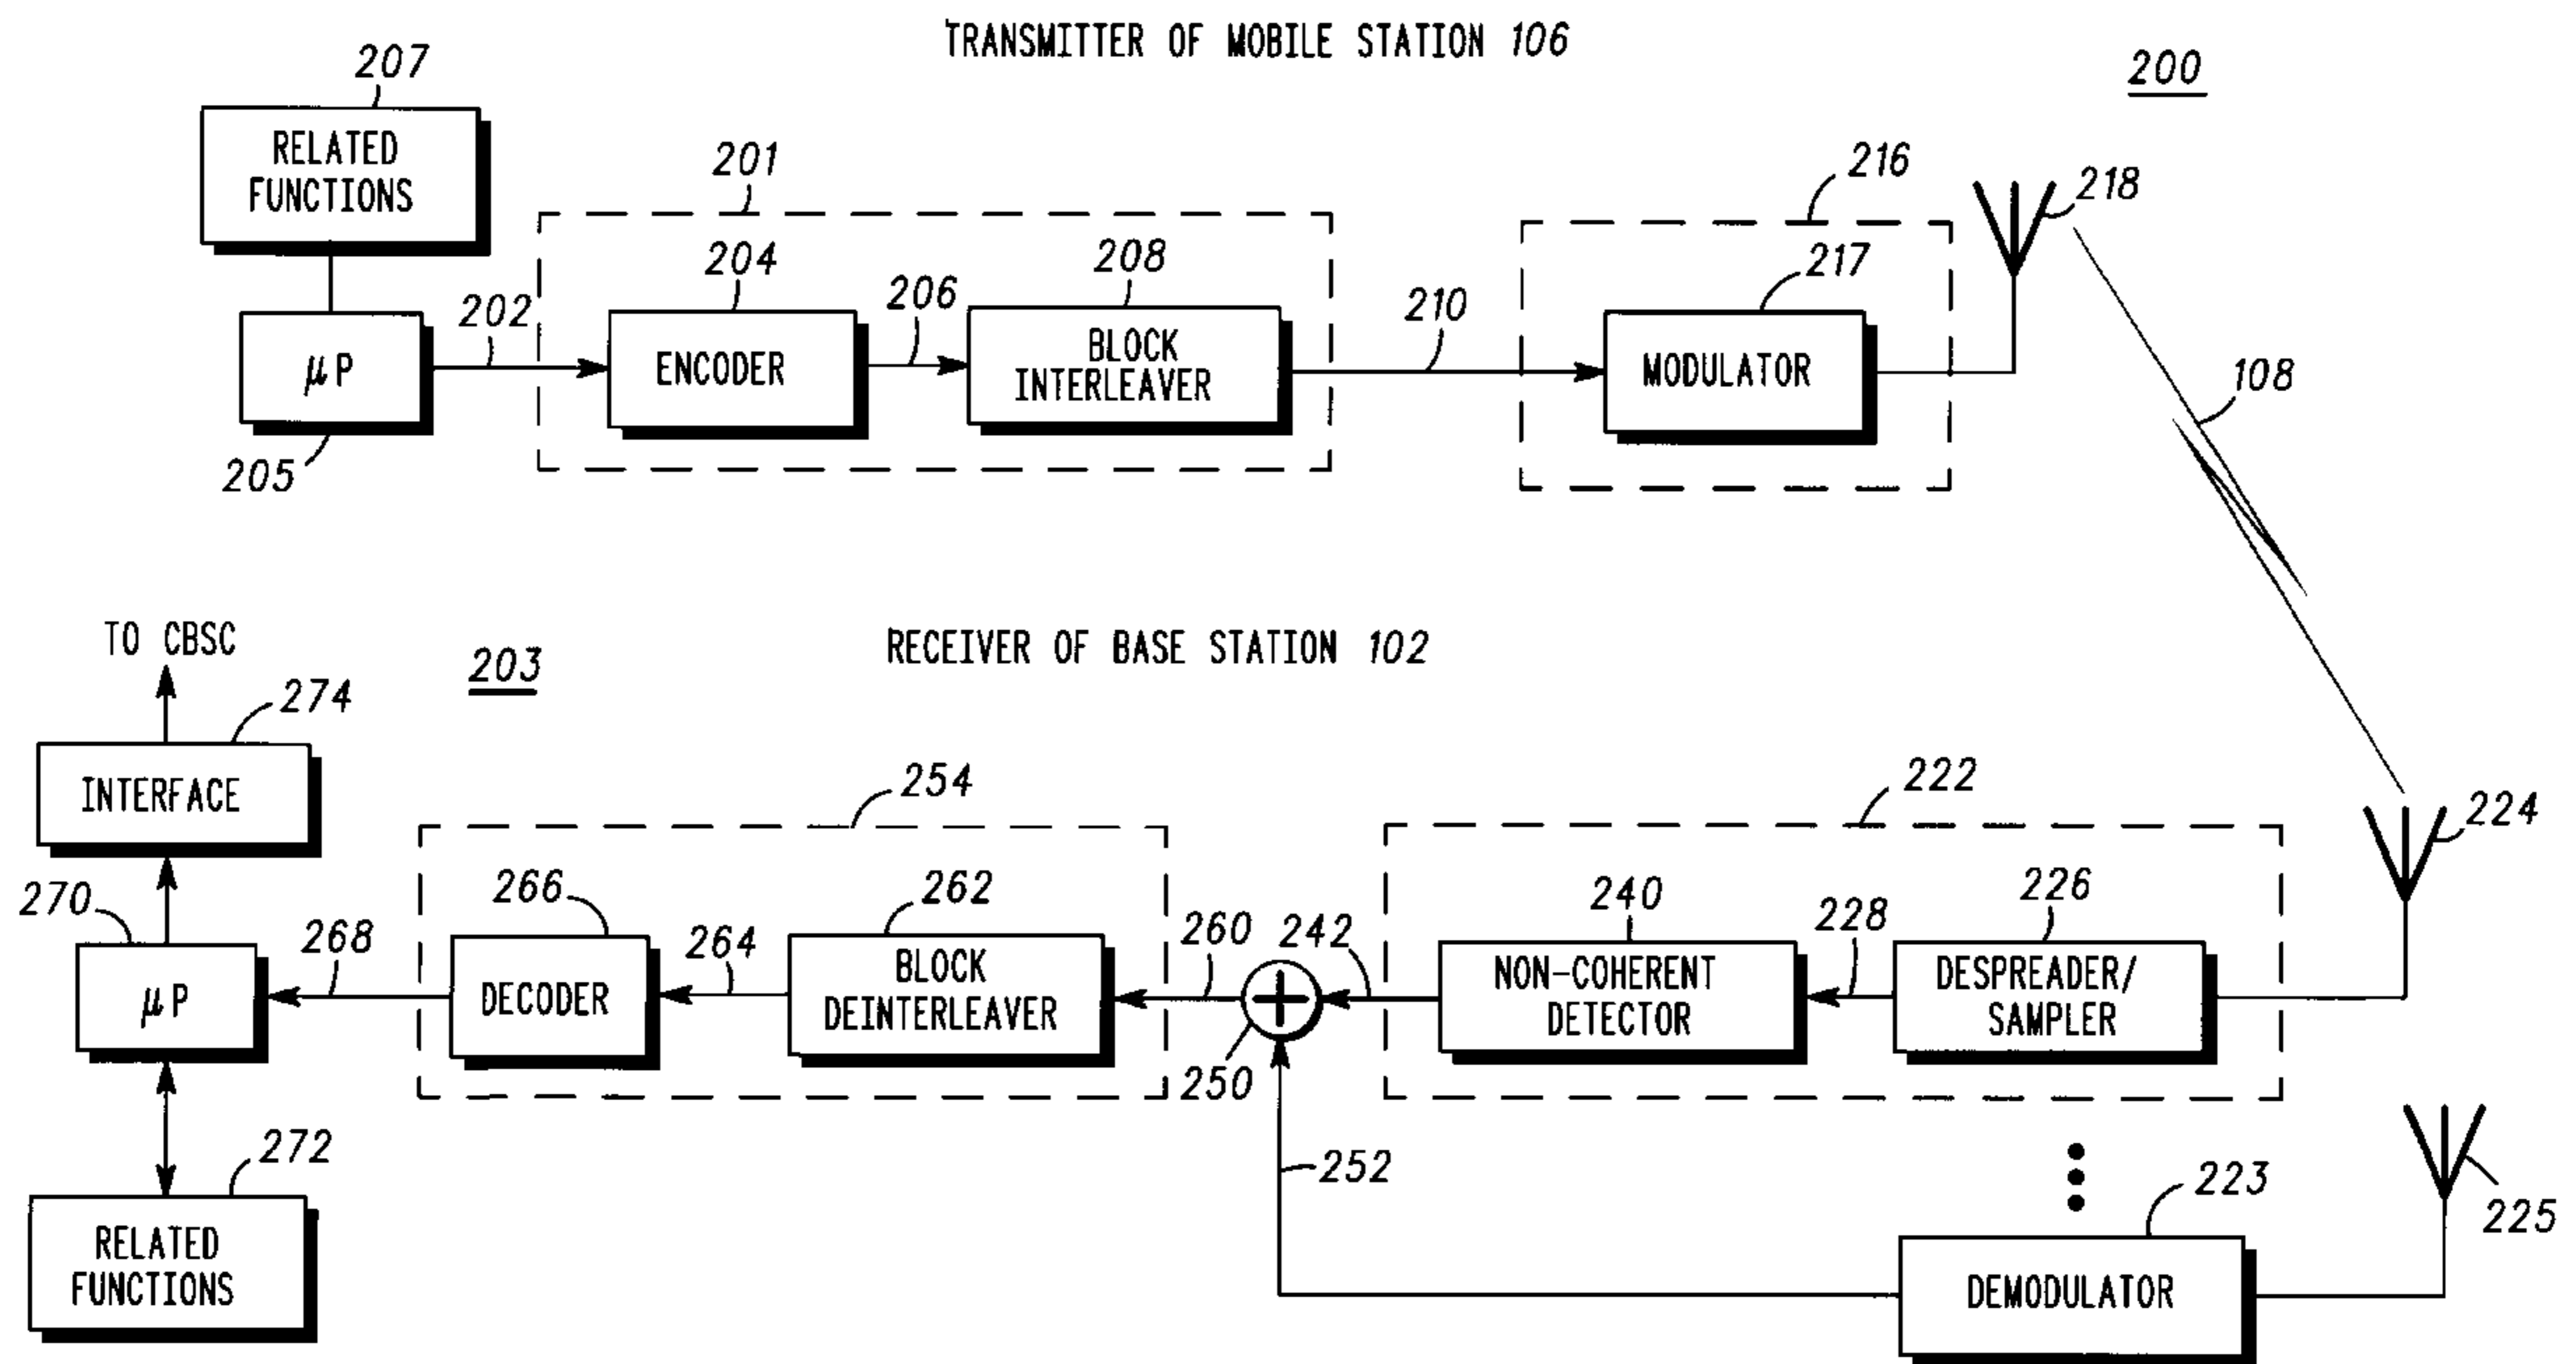 TRANSMITTER OF MOBILE STATION 106
200
207
RELATED
FUNCTIONS
201
216
218
204
208
217
202
206
210
μP
ENCODER
BLOCK
INTERLEAVER
MODULATOR
205
108
TO CBSC
203
RECEIVER OF BASE STATION 102
274
INTERFACE
254
222
224
270
266
262
240
226
268
264
260
242
228
μP
DECODER
BLOCK
DEINTERLEAVER
NON-COHERENT
DETECTOR
DESPREADER/
SAMPLER
250
272
252
223
225
RELATED
FUNCTIONS
DEMODULATOR